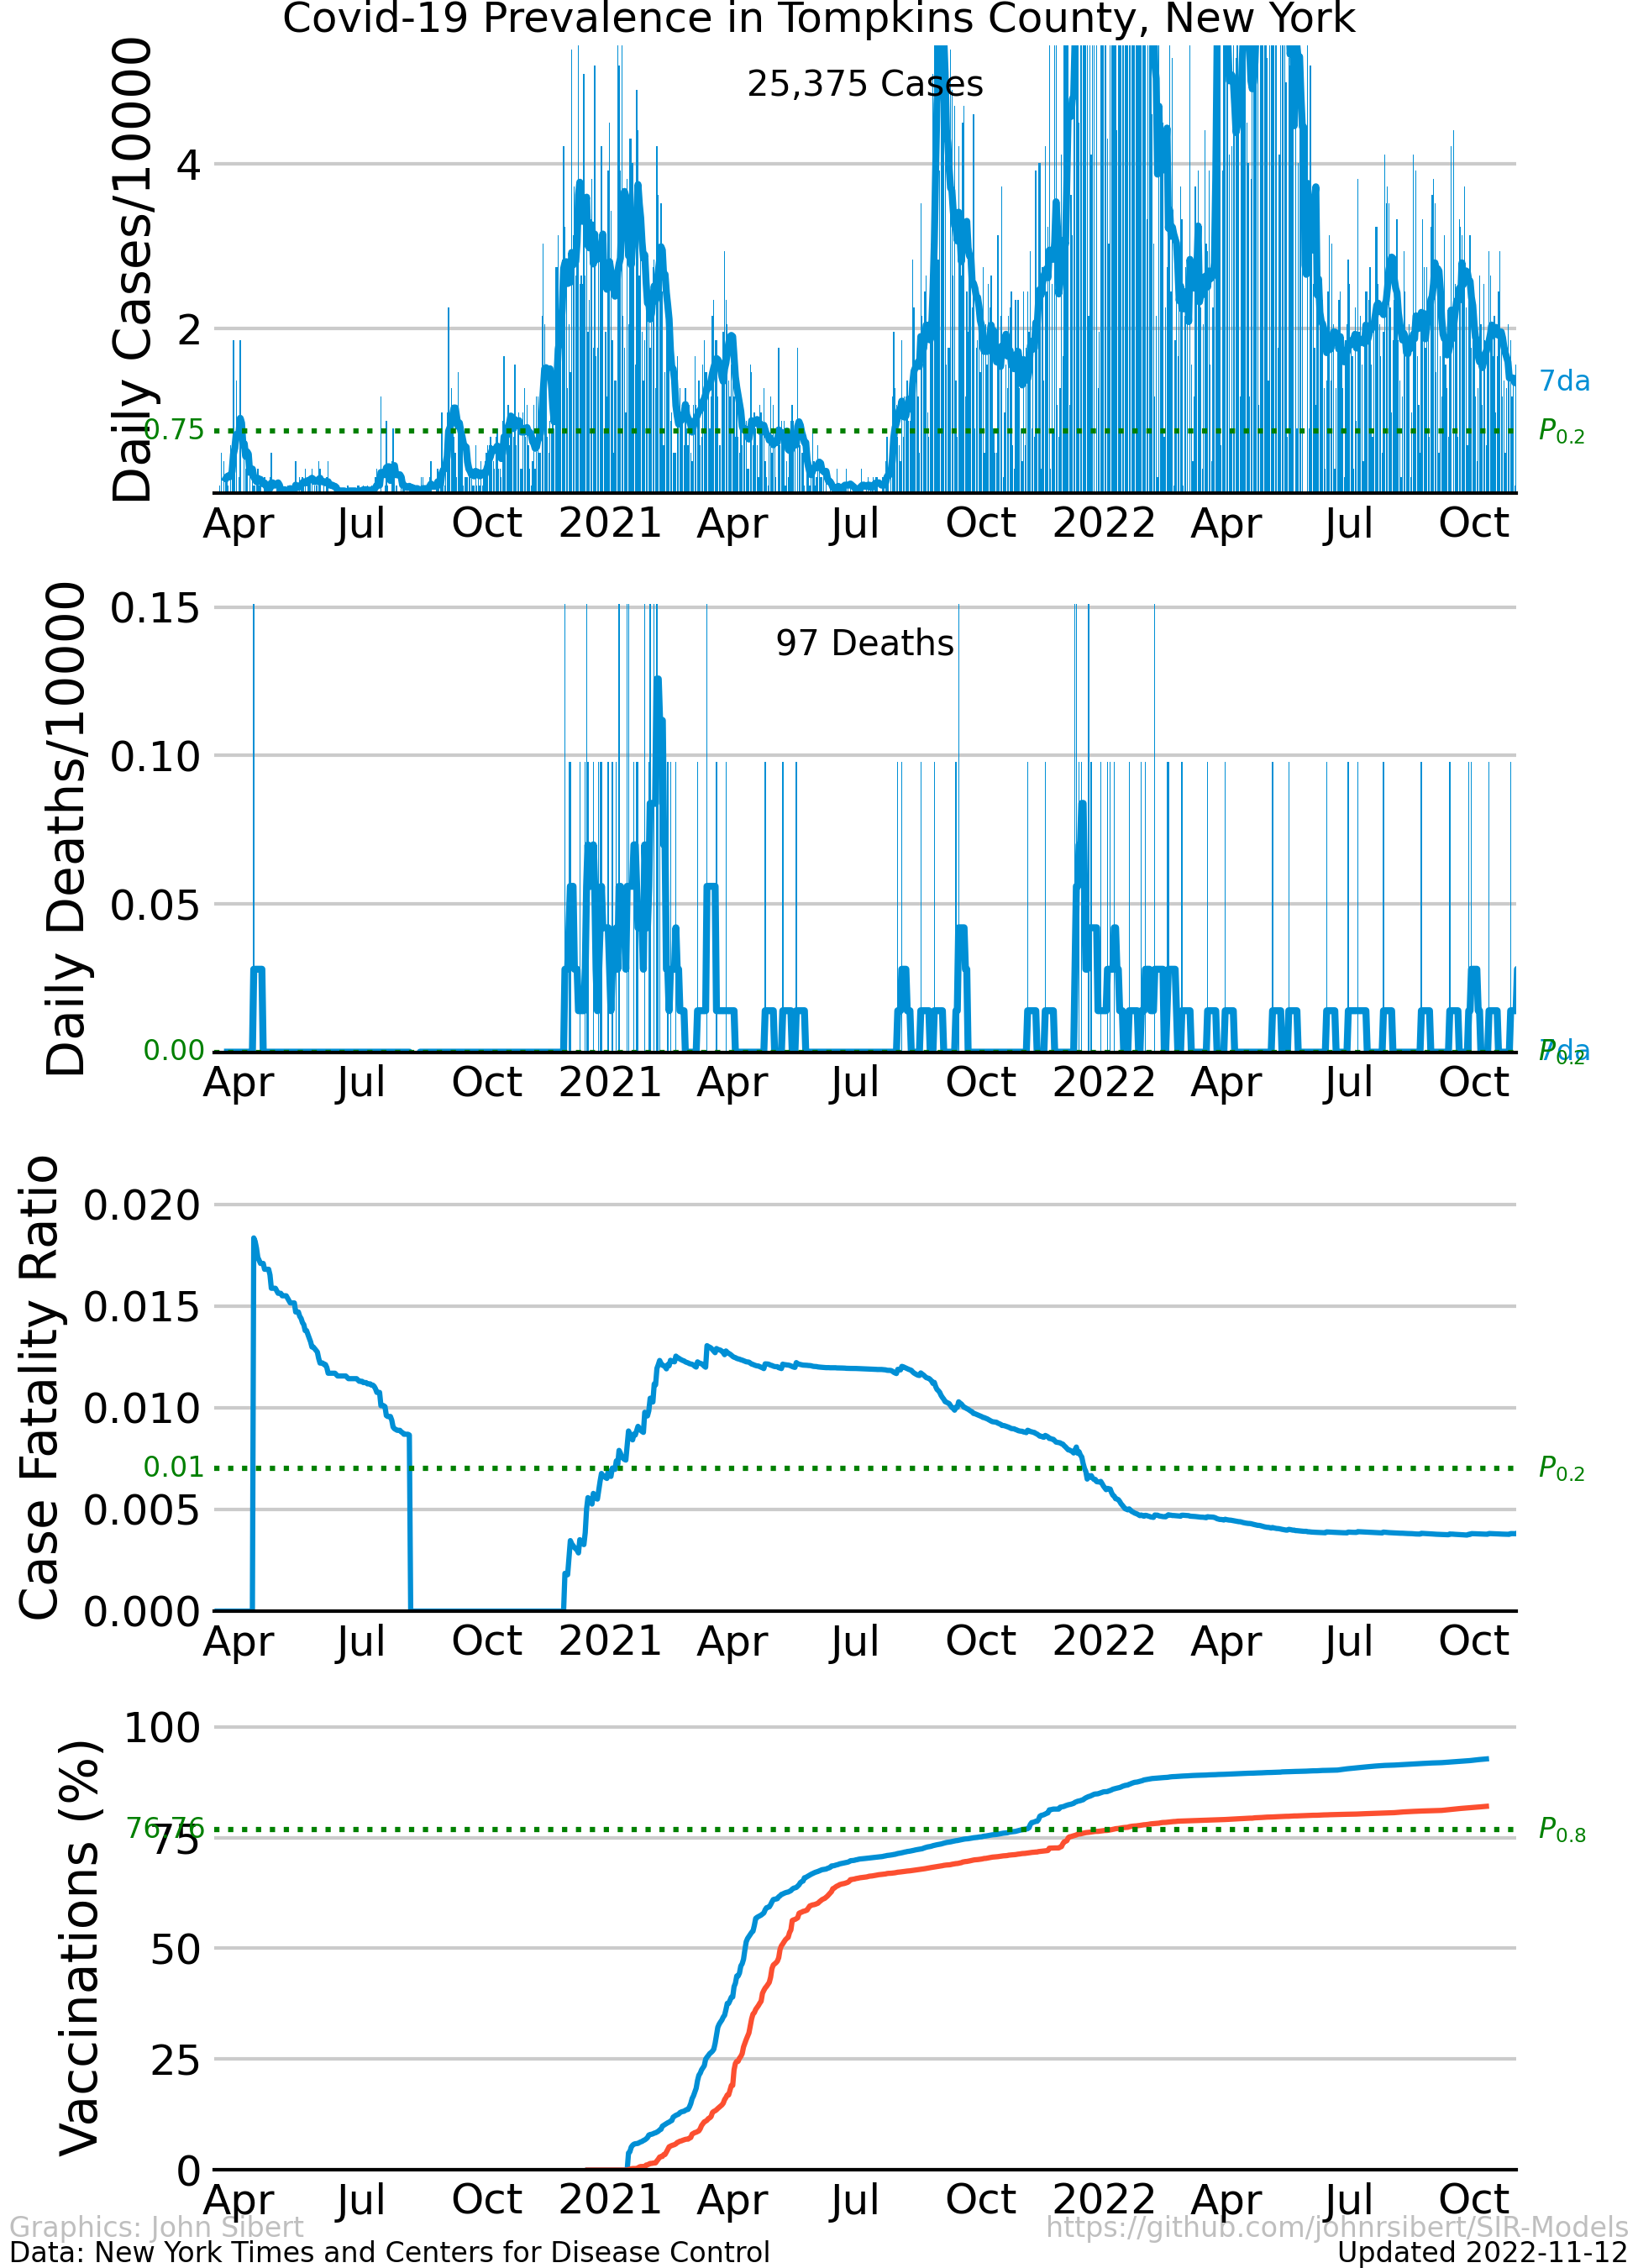 Covid-19 Prevalence in Tompkins County, New York
Daily Cases/10000
25,375 Cases
4
2
0.75
7da
P0.2
Apr Jul Oct 2021 Apr Jul Oct 2022 Apr Jul Oct
Daily Deaths/10000
97 Deaths
0.15
0.10
0.05
0.00
7da
P0.2
Apr Jul Oct 2021 Apr Jul Oct 2022 Apr Jul Oct
Case Fatality Ratio
0.020
0.015
0.010
0.01
P0.2
0.005
0.000
Apr Jul Oct 2021 Apr Jul Oct 2022 Apr Jul Oct
Vaccinations (%)
100
76.76
P0.8
75
50
25
0
Apr Jul Oct 2021 Apr Jul Oct 2022 Apr Jul Oct
Graphics: John Sibert https://github.com/johnrsibert/SIR-Models
Data: New York Times and Centers for Disease Control Updated 2022-11-12